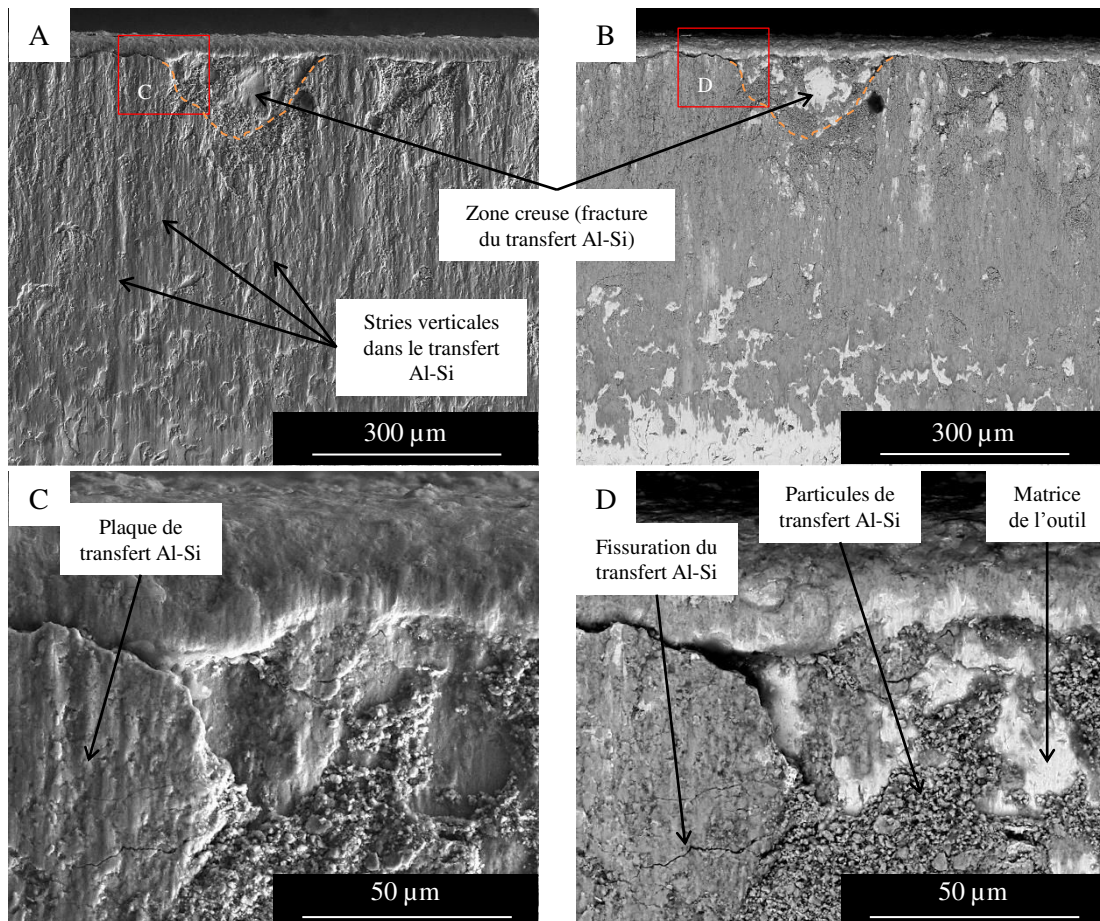 A
B
C
D
Zone creuse (fracture
du transfert Al-Si)
Stries verticales
dans le transfert
Al-Si
300 µm
300 µm
C
Plaque de
transfert Al-Si
D
Fissuration du
transfert Al-Si
Particules de
transfert Al-Si
Matrice
de l’outil
50 µm
50 µm